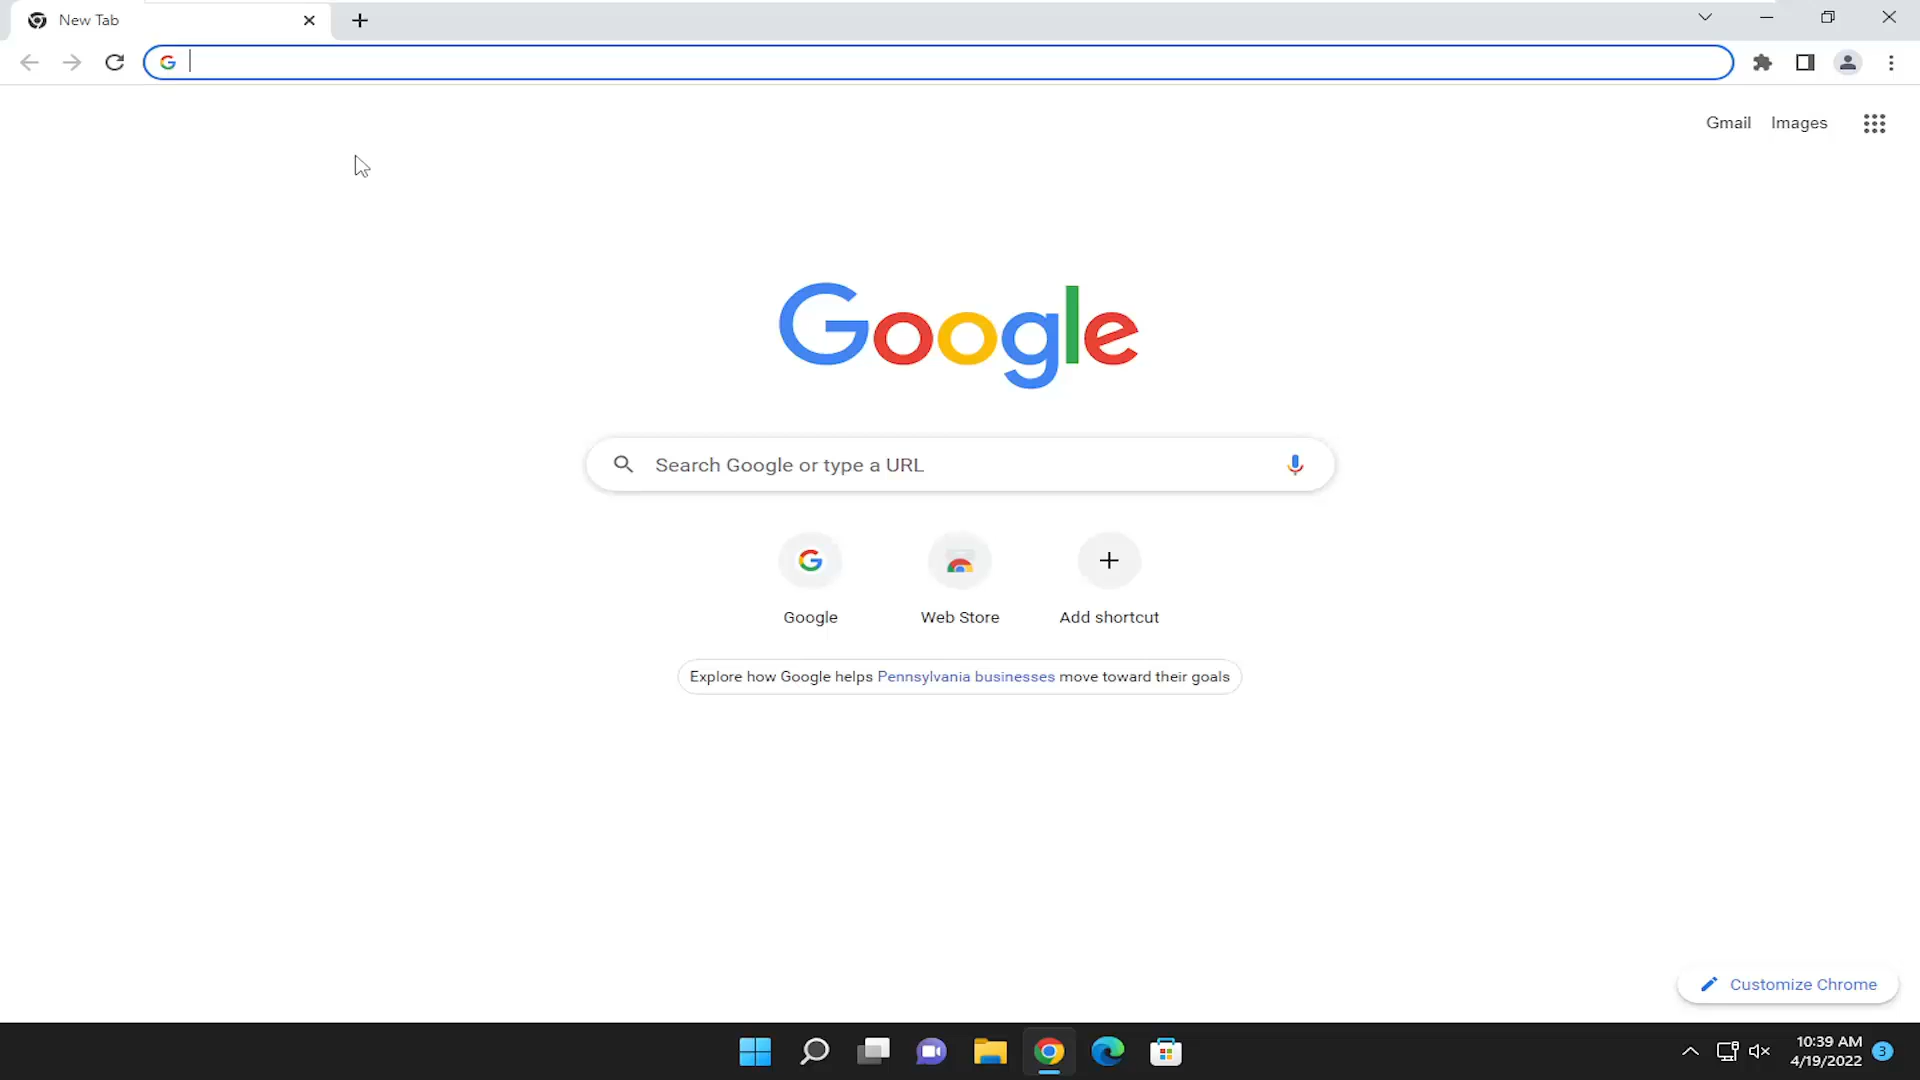 New Tab
Gmail Images
Google
Search Google or type a URL
Google Web Store Add shortcut
Explore how Google helps Pennsylvania businesses move toward their goals
Customize Chrome
10:39 AM
4/19/2022
3